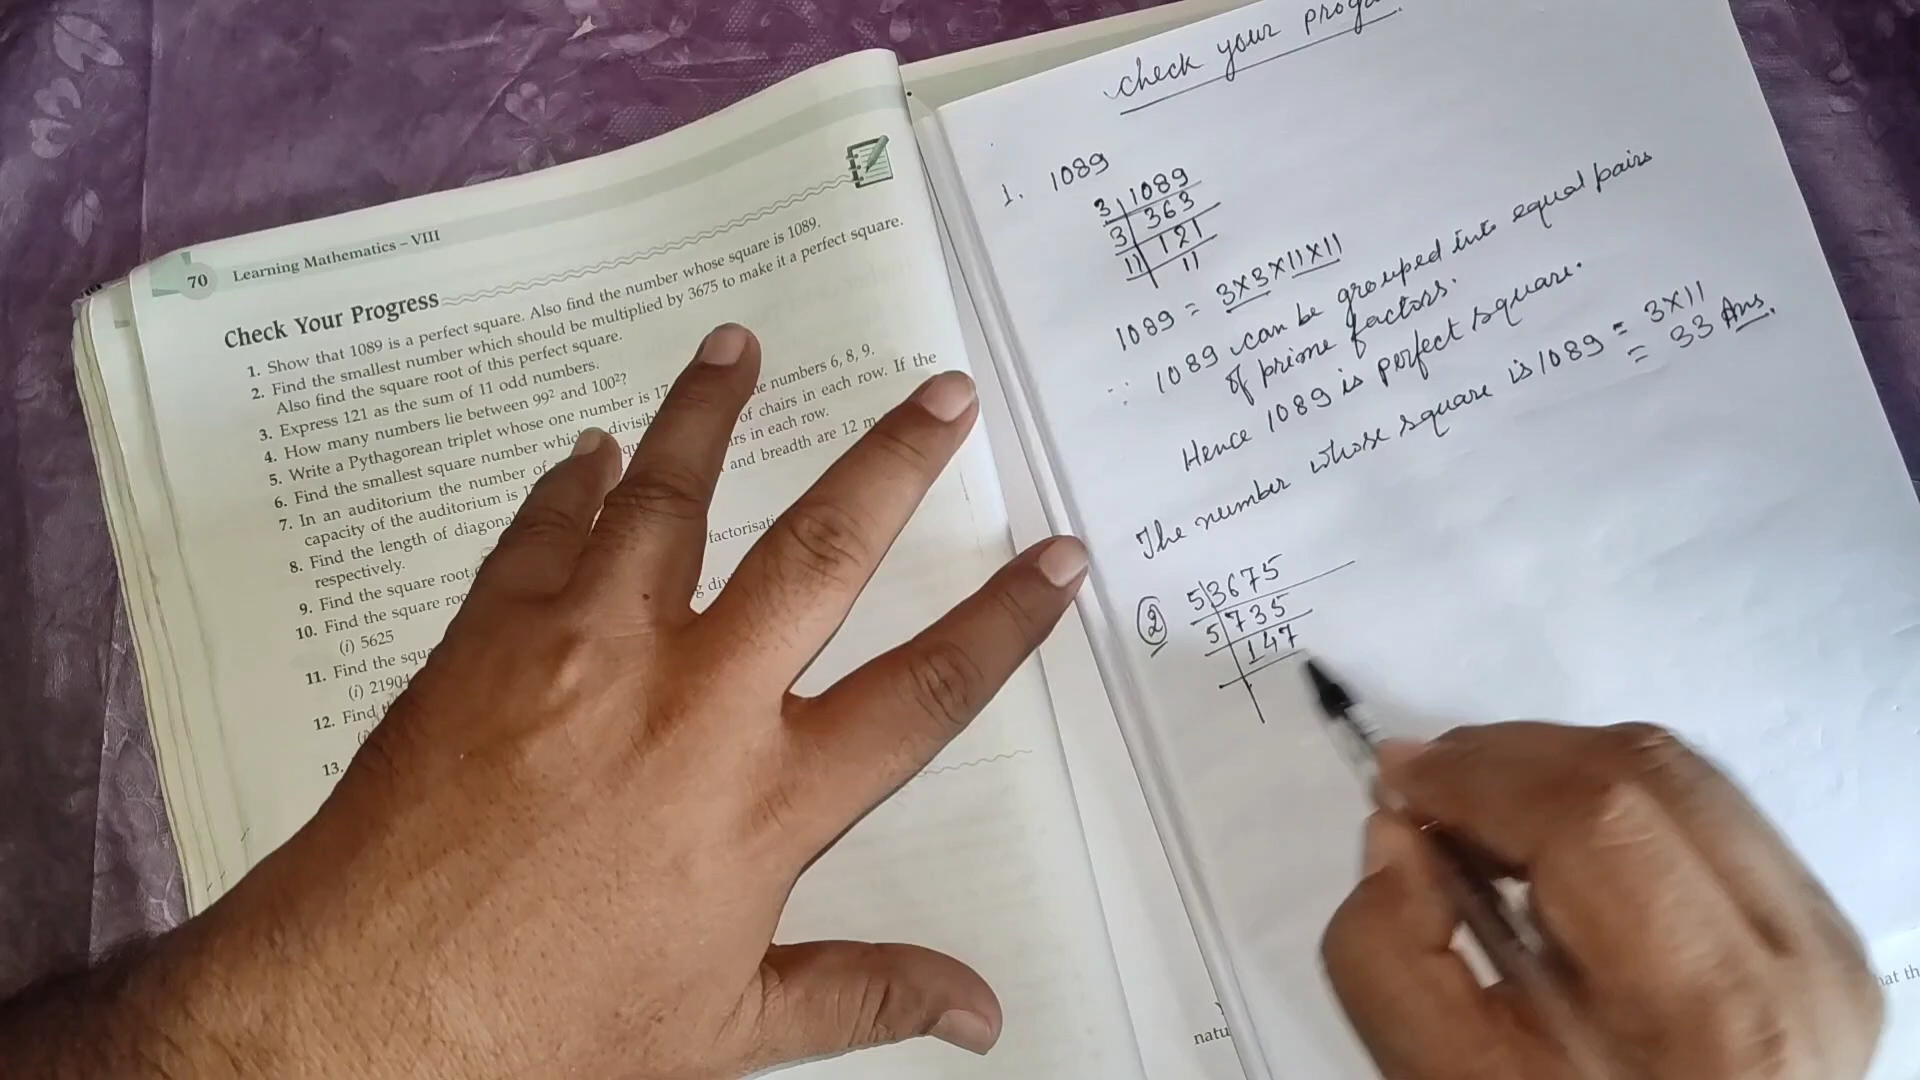 70 Learning Mathematics – VIII
Check Your Progress
1. Show that 1089 is a perfect square. Also find the number whose square is 1089.
2. Find the smallest number which should be multiplied by 3675 to make it a perfect square.
Also find the square root of this perfect square.
3. Express 121 as the sum of 11 odd numbers.
4. How many numbers lie between 99² and 100²?
5. Write a Pythagorean triplet whose one number is 17
6. Find the smallest square number which divisib numbers 6, 8, 9.
7. In an auditorium the number of of chairs in each row. If the
capacity of the auditorium is in each row.
8. Find the length of diagonal and breadth are 12 m
respectively.
9. Find the square root factorisati
10. Find the square div
(i) 5625
11. Find the squ
(i) 21904
12. Find
13.
check your
1. 1089
3 1089
3 363
11 121
11
1089 = 3×3×11×11
∵ 1089 can be grouped into equal pairs
of prime factors.
Hence 1089 is perfect square.
The number whose square is 1089 = 3×11
= 33 Ans.
2 5 3675
5 735
147
natu
hat th